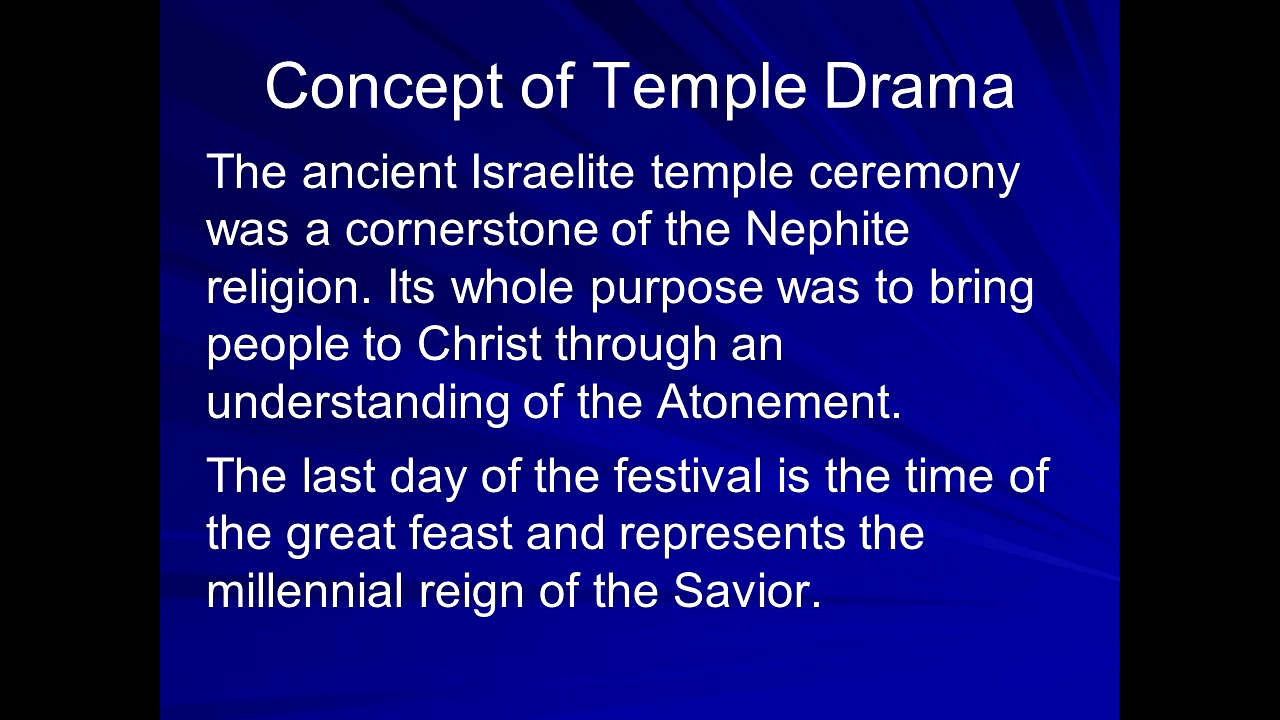 Concept of Temple Drama
The ancient Israelite temple ceremony
was a cornerstone of the Nephite
religion. Its whole purpose was to bring
people to Christ through an
understanding of the Atonement.
The last day of the festival is the time of
the great feast and represents the
millennial reign of the Savior.